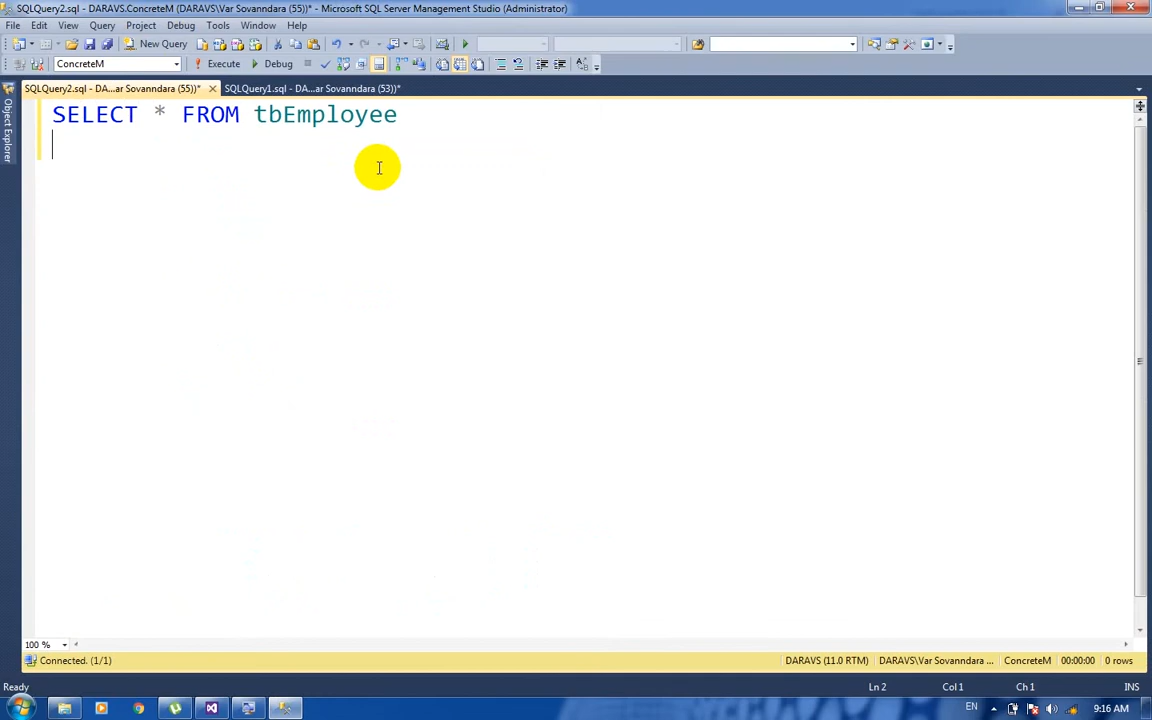 SQLQuery2.sql - DARAVS.ConcreteM (DARAVS\Var Sovanndara (55))* - Microsoft SQL Server Management Studio (Administrator)
File Edit View Query Project Debug Tools Window Help
New Query
ConcreteM Execute Debug
SQLQuery2.sql - DA...ar Sovanndara (55))* SQLQuery1.sql - DA...ar Sovanndara (53))*
Object Explorer
SELECT * FROM tbEmployee
100 %
Connected. (1/1) DARAVS (11.0 RTM) DARAVS\Var Sovanndara ... ConcreteM 00:00:00 0 rows
Ready Ln 2 Col 1 Ch 1 INS
EN 9:16 AM